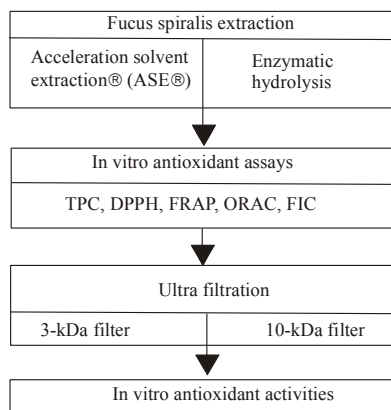 Fucus spiralis extraction
Acceleration solvent
extraction® (ASE®)
Enzymatic
hydrolysis
In vitro antioxidant assays
TPC, DPPH, FRAP, ORAC, FIC
Ultra filtration
3-kDa filter
10-kDa filter
In vitro antioxidant activities